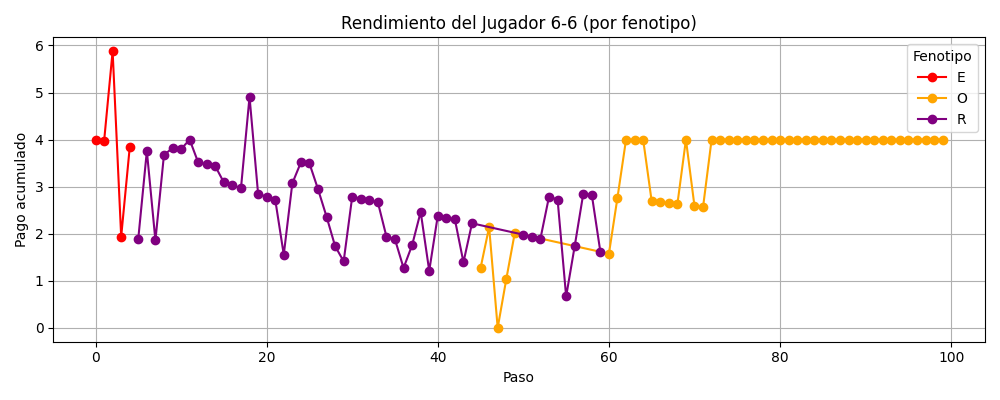 Rendimiento del Jugador 6-6 (por fenotipo)
Pago acumulado
6
5
4
3
2
1
0
0 20 40 60 80 100
Paso
Fenotipo
E
O
R